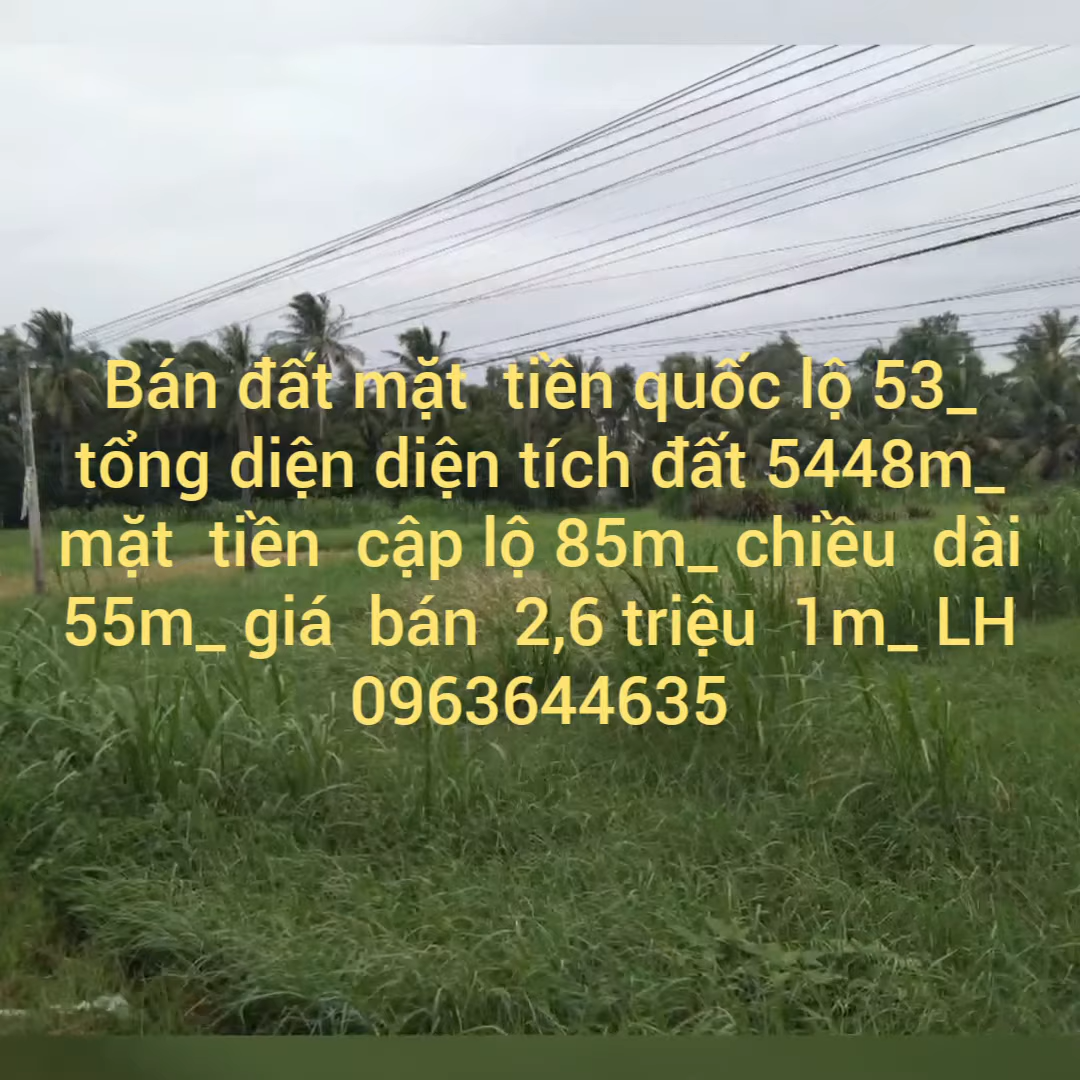 Bán đất mặt tiền quốc lộ 53_
tổng diện diện tích đất 5448m_
mặt tiền cập lộ 85m_ chiều dài
55m_ giá bán 2,6 triệu 1m_ LH
0963644635